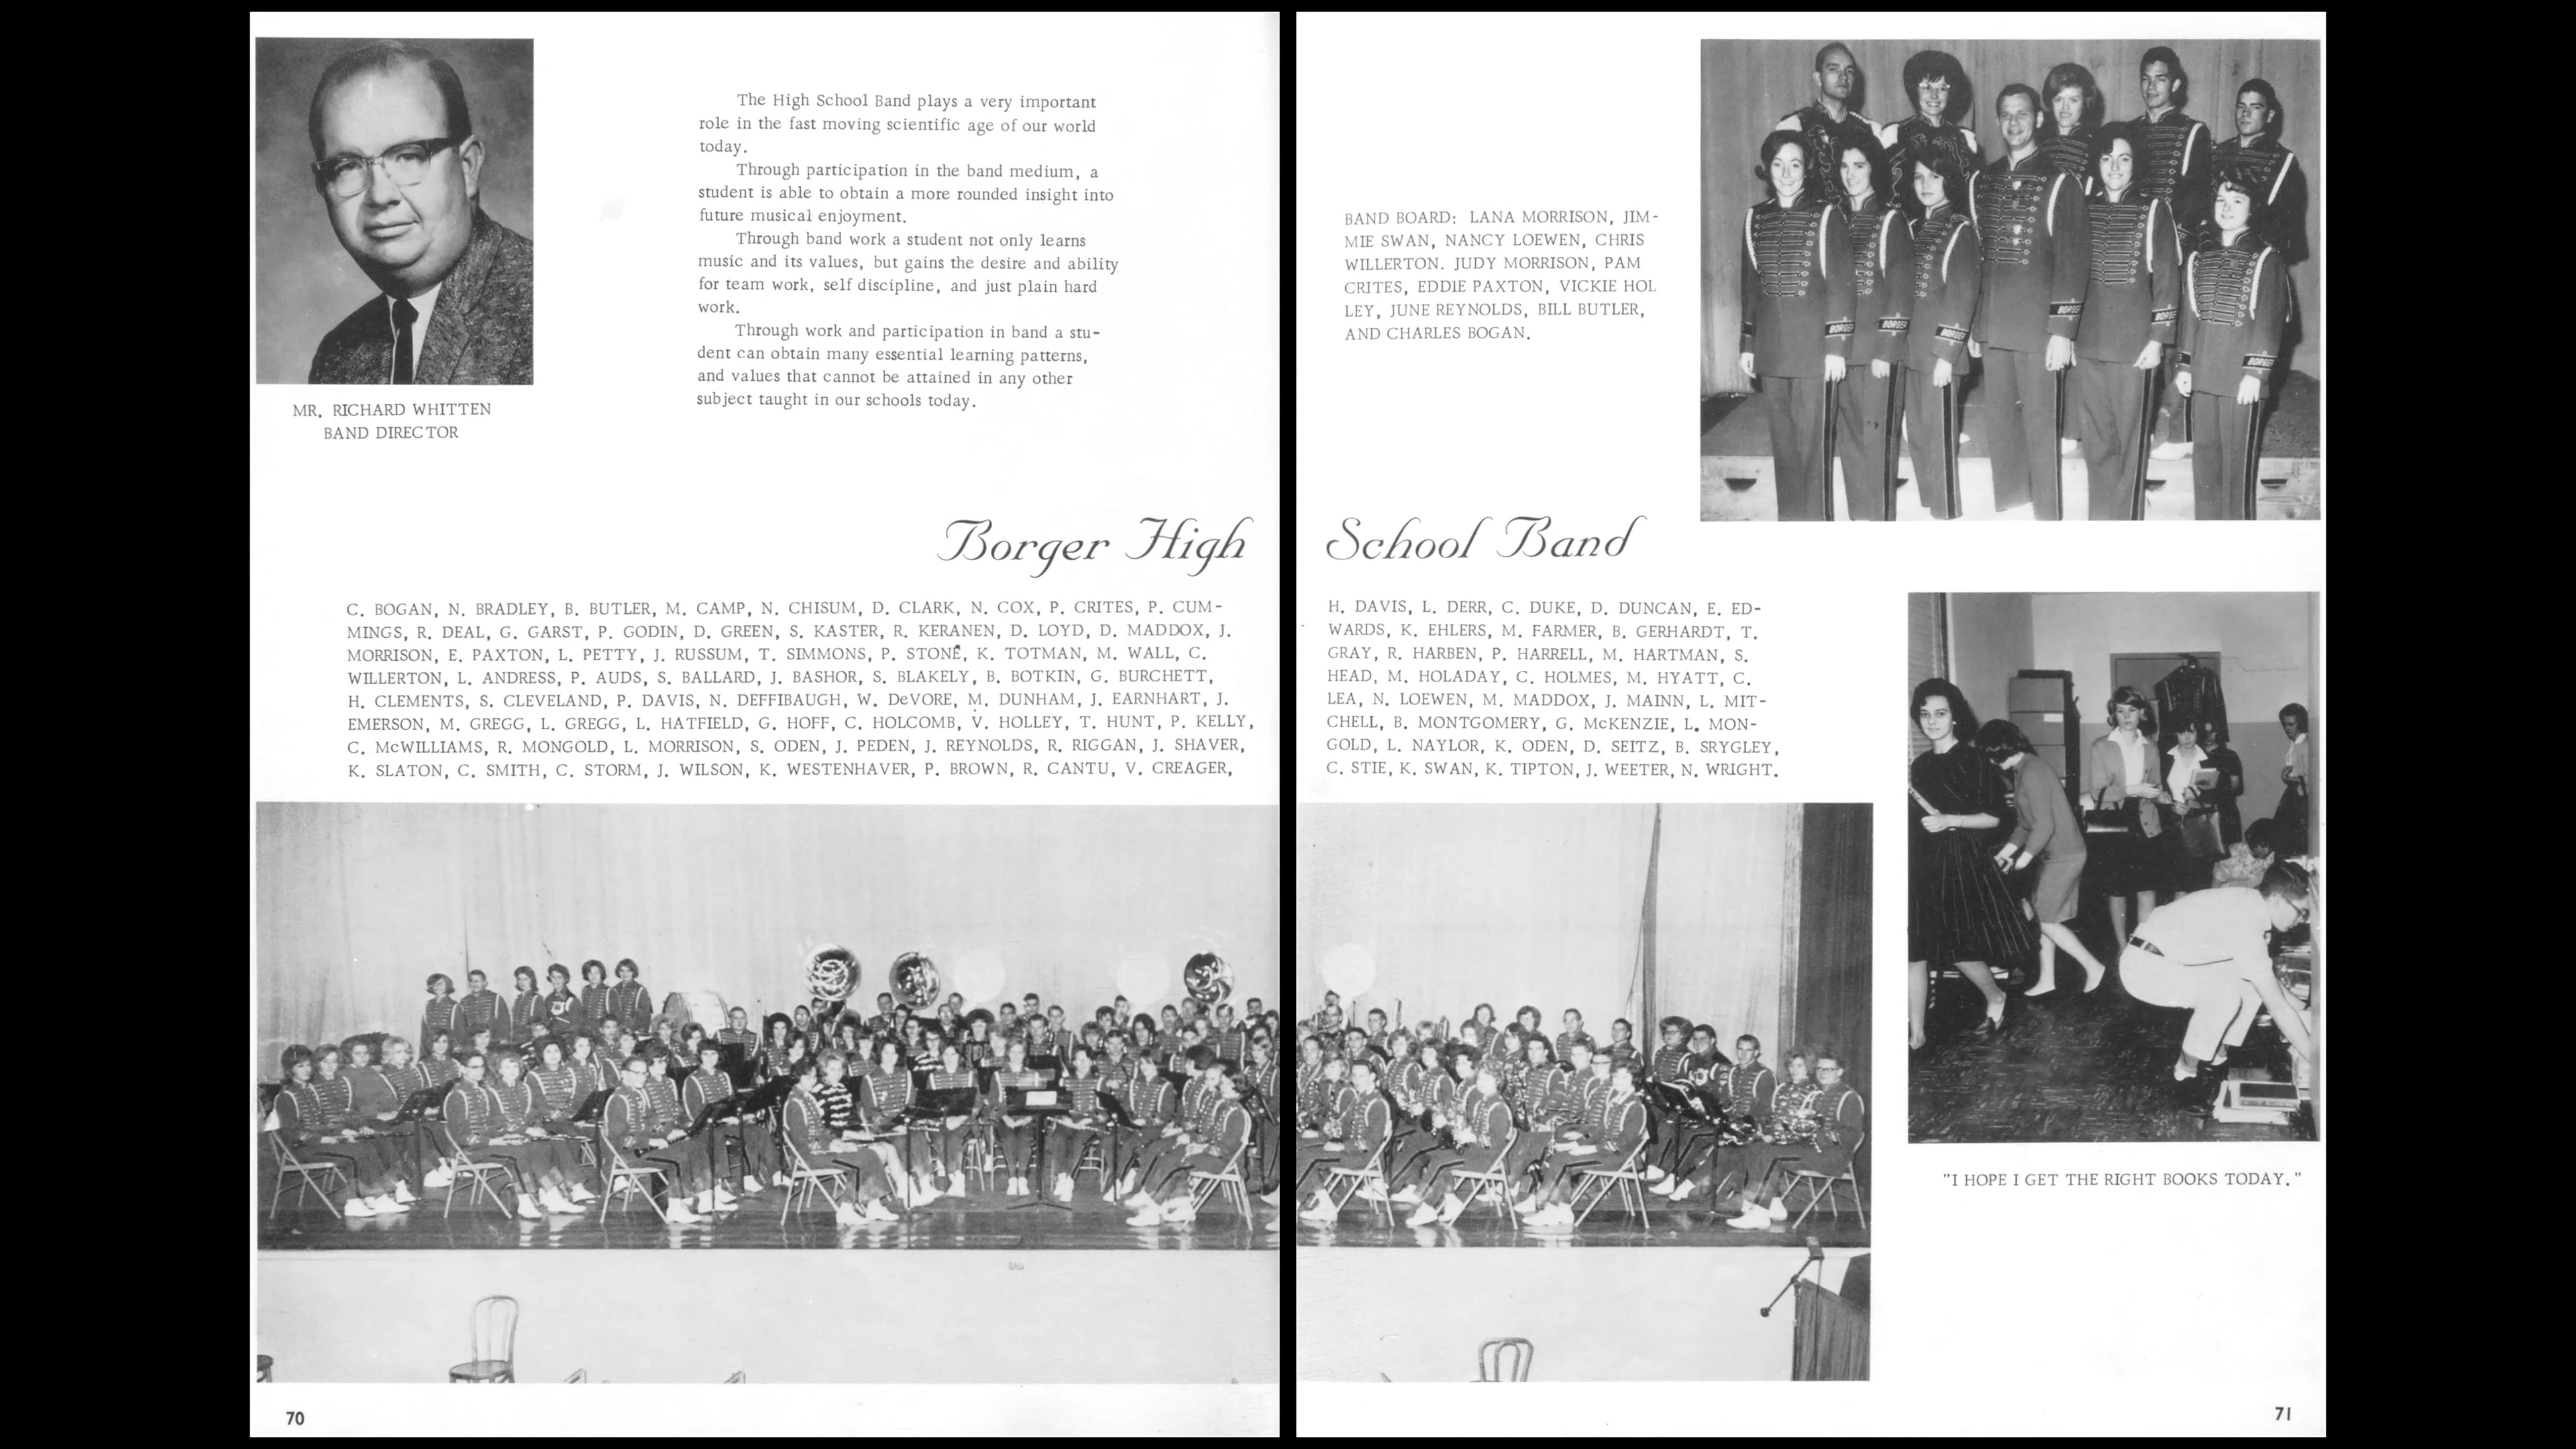 The High School Band plays a very important
role in the fast moving scientific age of our world
today.
Through participation in the band medium, a
student is able to obtain a more rounded insight into
future musical enjoyment.
Through band work a student not only learns
music and its values, but gains the desire and ability
for team work, self discipline, and just plain hard
work.
Through work and participation in band a stu-
dent can obtain many essential learning patterns,
and values that cannot be attained in any other
subject taught in our schools today.
MR. RICHARD WHITTEN
BAND DIRECTOR
Borger High
C. BOGAN, N. BRADLEY, B. BUTLER, M. CAMP, N. CHISUM, D. CLARK, N. COX, P. CRITES, P. CUM-
MINGS, R. DEAL, G. GARST, P. GODIN, D. GREEN, S. KASTER, R. KERANEN, D. LOYD, D. MADDOX, J.
MORRISON, E. PAXTON, L. PETTY, J. RUSSUM, T. SIMMONS, P. STONE, K. TOTMAN, M. WALL, C.
WILLERTON, L. ANDRESS, P. AUDS, S. BALLARD, J. BASHOR, S. BLAKELY, B. BOTKIN, G. BURCHETT,
H. CLEMENTS, S. CLEVELAND, P. DAVIS, N. DEFFIBAUGH, W. DeVORE, M. DUNHAM, J. EARNHART, J.
EMERSON, M. GREGG, L. GREGG, L. HATFIELD, G. HOFF, C. HOLCOMB, V. HOLLEY, T. HUNT, P. KELLY,
C. McWILLIAMS, R. MONGOLD, L. MORRISON, S. ODEN, J. PEDEN, J. REYNOLDS, R. RIGGAN, J. SHAVER,
K. SLATON, C. SMITH, C. STORM, J. WILSON, K. WESTENHAVER, P. BROWN, R. CANTU, V. CREAGER,
70
BAND BOARD: LANA MORRISON, JIM-
MIE SWAN, NANCY LOEWEN, CHRIS
WILLERTON. JUDY MORRISON, PAM
CRITES, EDDIE PAXTON, VICKIE HOL
LEY, JUNE REYNOLDS, BILL BUTLER,
AND CHARLES BOGAN.
BORGER
BORGER
BORGER
BORGER
BORGER
BORGER
School Band
H. DAVIS, L. DERR, C. DUKE, D. DUNCAN, E. ED-
WARDS, K. EHLERS, M. FARMER, B. GERHARDT, T.
GRAY, R. HARBEN, P. HARRELL, M. HARTMAN, S.
HEAD, M. HOLADAY, C. HOLMES, M. HYATT, C.
LEA, N. LOEWEN, M. MADDOX, J. MAINN, L. MIT-
CHELL, B. MONTGOMERY, G. McKENZIE, L. MON-
GOLD, L. NAYLOR, K. ODEN, D. SEITZ, B. SRYGLEY,
C. STIE, K. SWAN, K. TIPTON, J. WEETER, N. WRIGHT.
"I HOPE I GET THE RIGHT BOOKS TODAY."
71